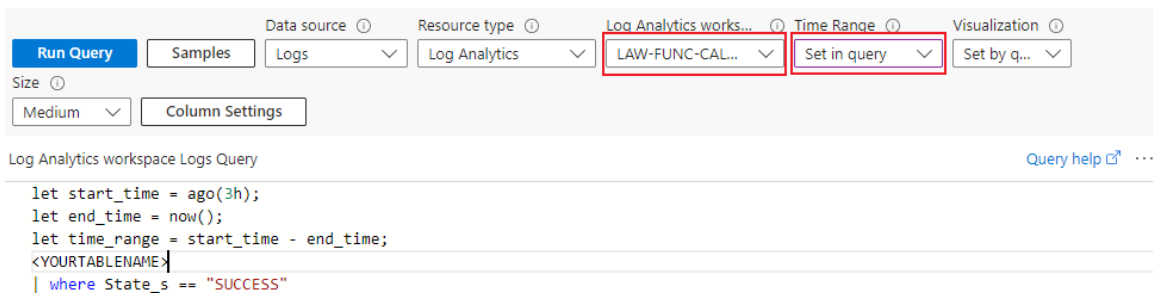 Data source Resource type Log Analytics works... Time Range Visualization
Run Query Samples Logs Log Analytics LAW-FUNC-CAL... Set in query Set by q...
Size
Medium Column Settings
Log Analytics workspace Logs Query Query help ...
let start_time = ago(3h);
let end_time = now();
let time_range = start_time - end_time;
<YOURTABLENAME>
| where State_s == "SUCCESS"